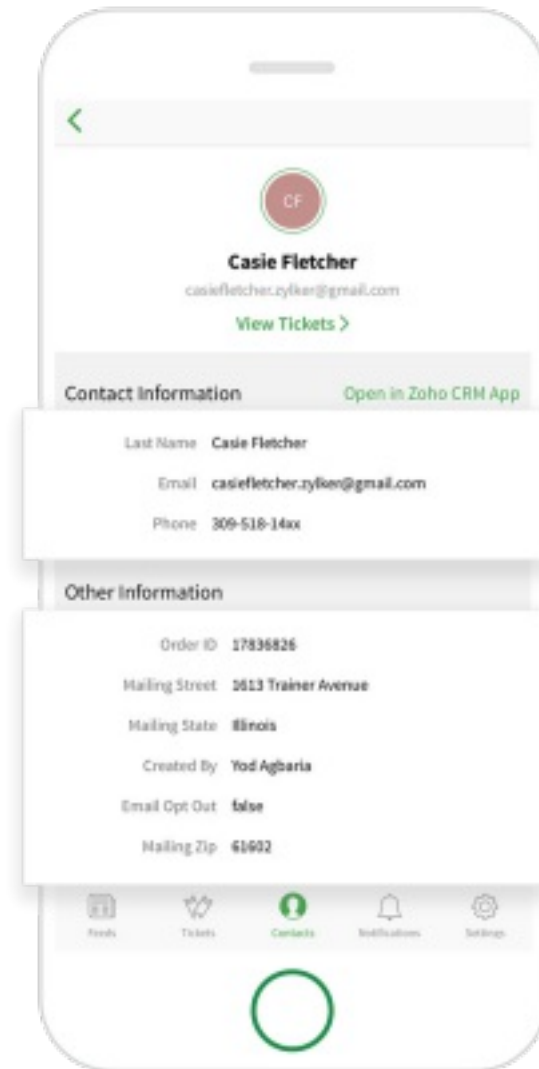 CF
Casie Fletcher
casiefletcher.zylker@gmail.com
View Tickets >
Contact Information Open in Zoho CRM App
Last Name Casie Fletcher
Email casiefletcher.zylker@gmail.com
Phone 309-518-14xx
Other Information
Order ID 17836826
Mailing Street 1613 Trainer Avenue
Mailing State Illinois
Created By Yod Agbaria
Email Opt Out false
Mailing Zip 61602
Feeds Tickets Contacts Notifications Settings